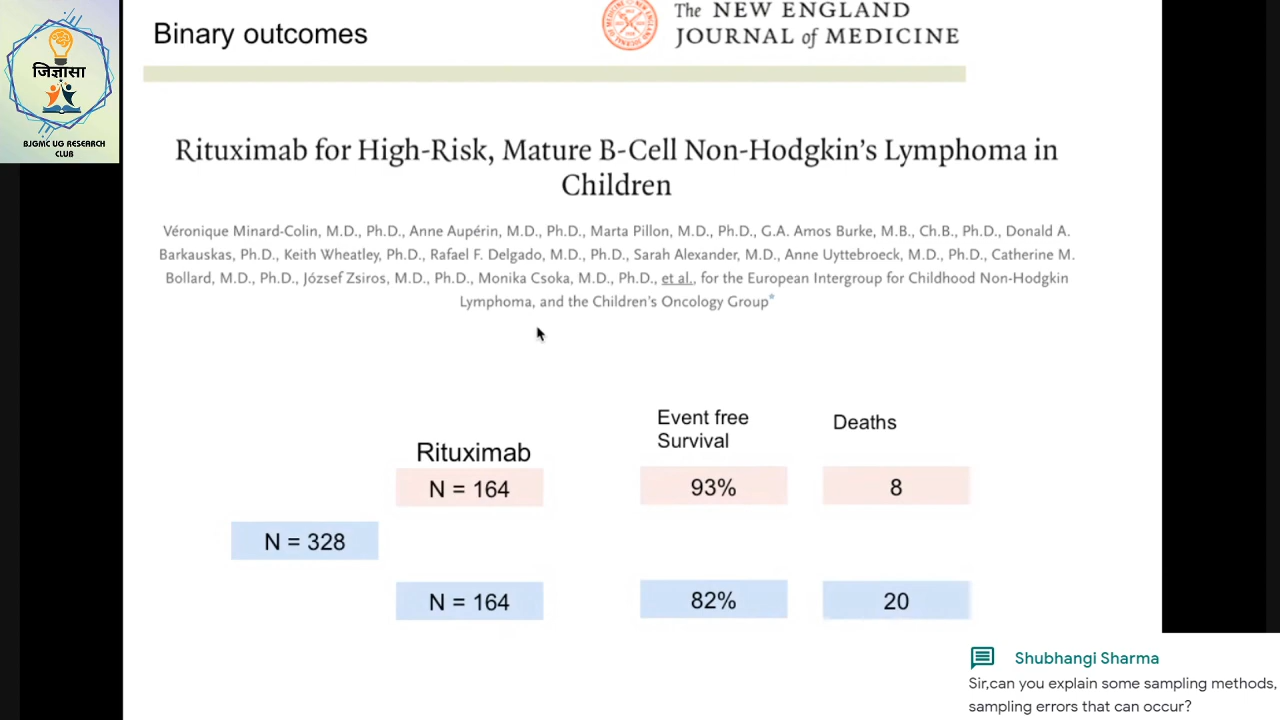 Binary outcomes
The NEW ENGLAND
JOURNAL of MEDICINE
जिज्ञासा
BJGMC UG RESEARCH
CLUB
Rituximab for High-Risk, Mature B-Cell Non-Hodgkin's Lymphoma in
Children
Véronique Minard-Colin, M.D., Ph.D., Anne Aupérin, M.D., Ph.D., Marta Pillon, M.D., Ph.D., G.A. Amos Burke, M.B., Ch.B., Ph.D., Donald A.
Barkauskas, Ph.D., Keith Wheatley, Ph.D., Rafael F. Delgado, M.D., Ph.D., Sarah Alexander, M.D., Anne Uyttebroeck, M.D., Ph.D., Catherine M.
Bollard, M.D., Ph.D., József Zsiros, M.D., Ph.D., Monika Csoka, M.D., Ph.D., et al., for the European Intergroup for Childhood Non-Hodgkin
Lymphoma, and the Children's Oncology Group*
Event free
Survival
Deaths
Rituximab
N = 164
93%
8
N = 328
N = 164
82%
20
Shubhangi Sharma
Sir,can you explain some sampling methods,
sampling errors that can occur?